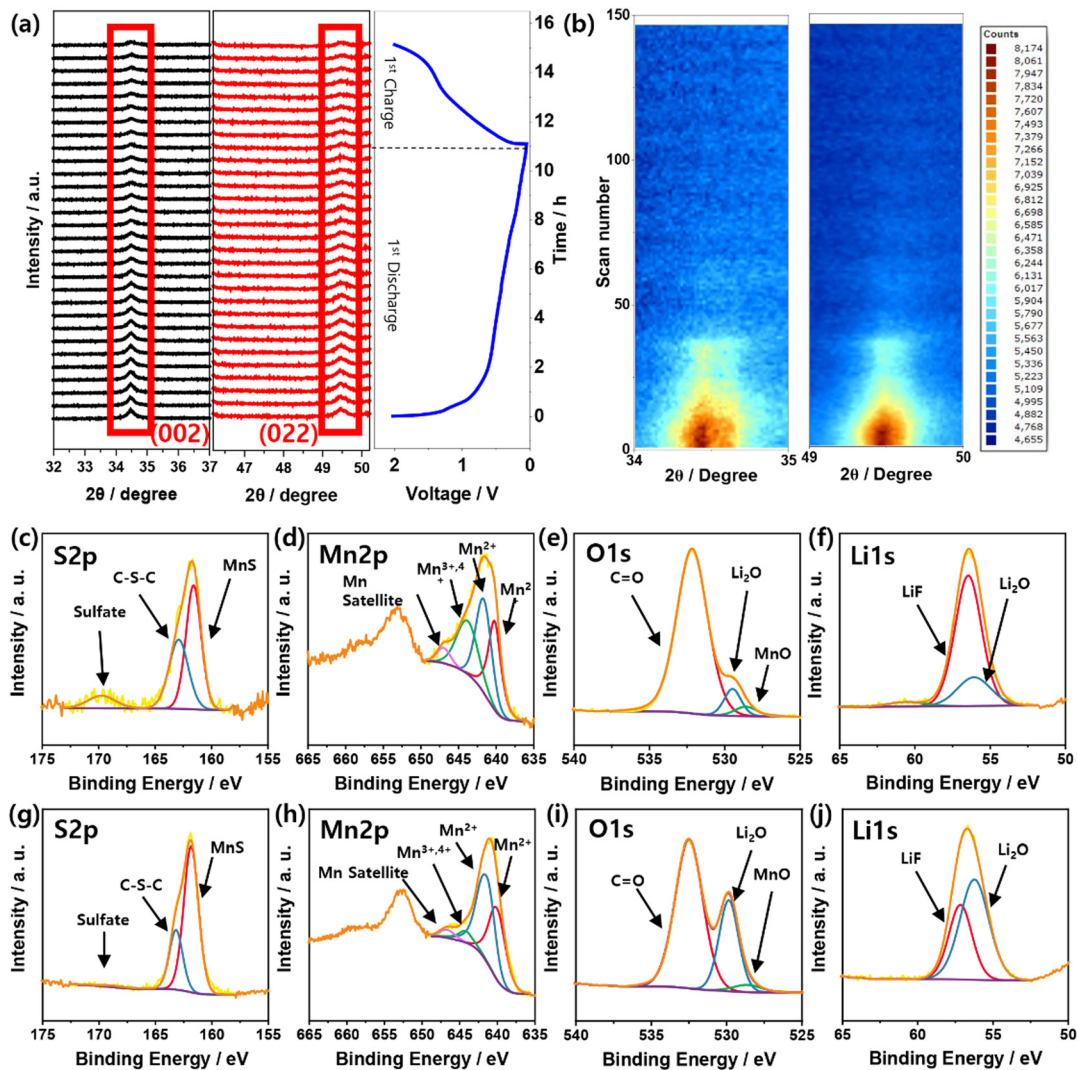 (a)
Intensity / a.u.
(002)
32 33 34 35 36 37
2θ / degree
(022)
47 48 49 50
2θ / degree
1st Charge
1st Discharge
2 1 0
Voltage / V
16
14
12
10
8
6
4
2
0
Time / h
(b)
150
100
50
0
Scan number
34 35
2θ / Degree
49 50
2θ / Degree
Counts
8,174
8,061
7,947
7,834
7,720
7,607
7,493
7,379
7,266
7,152
7,039
6,925
6,812
6,698
6,585
6,471
6,358
6,244
6,131
6,017
5,904
5,790
5,677
5,563
5,450
5,336
5,223
5,109
4,995
4,882
4,768
4,655
(c)
S2p
MnS
C-S-C
Sulfate
Intensity / a. u.
175 170 165 160 155
Binding Energy / eV
(d)
Mn2p
Mn2+
Mn3+,4
+
Mn2
+
Mn
Satellite
Intensity / a. u.
665 660 655 650 645 640 635
Binding Energy / eV
(e)
O1s
C=O
Li2O
MnO
Intensity / a. u.
540 535 530 525
Binding Energy / eV
(f)
Li1s
LiF
Li2O
Intensity / a. u.
65 60 55 50
Binding Energy / eV
(g)
S2p
MnS
C-S-C
Sulfate
Intensity / a. u.
175 170 165 160 155
Binding Energy / eV
(h)
Mn2p
Mn2+
Mn3+,4+
Mn2+
Mn Satellite
Intensity / a. u.
665 660 655 650 645 640 635
Binding Energy / eV
(i)
O1s
Li2O
C=O
MnO
Intensity / a. u.
540 535 530 525
Binding Energy / eV
(j)
Li1s
Li2O
LiF
Intensity / a. u.
65 60 55 50
Binding Energy / eV